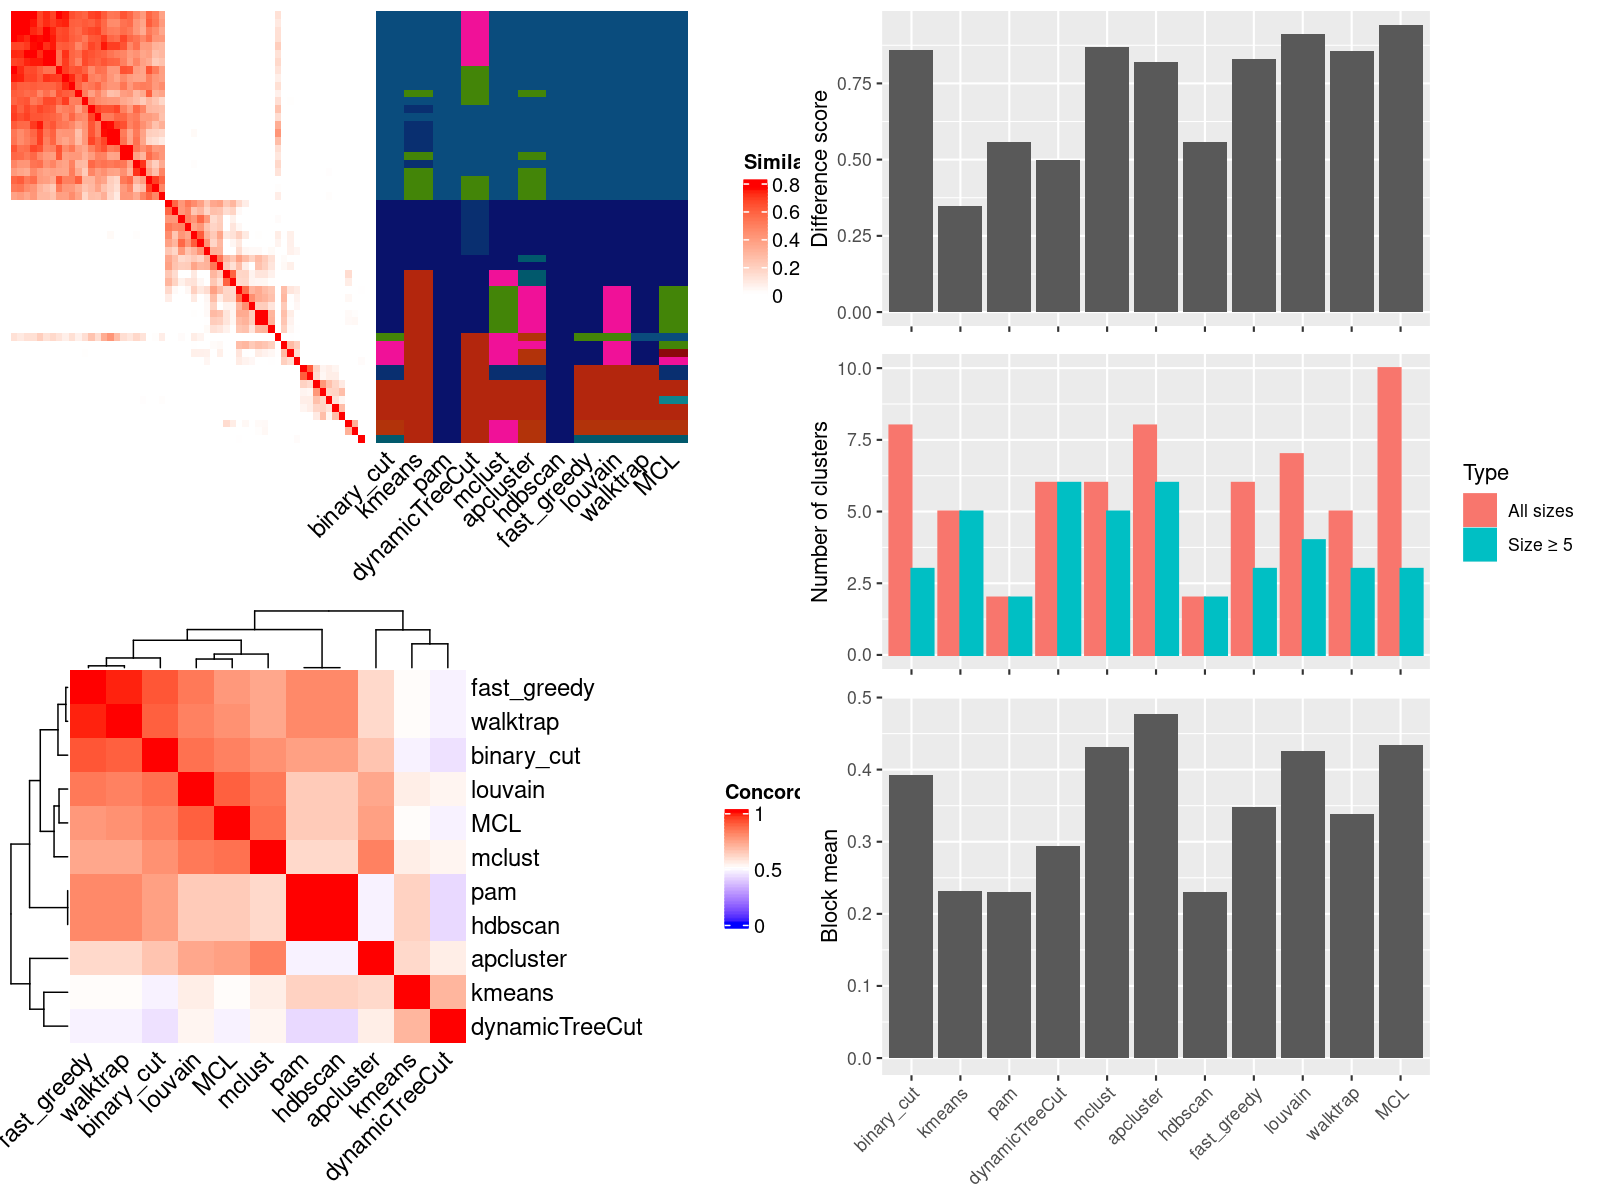 Simila
0.8
0.6
0.4
0.2
0
binary_cut
kmeans
pam
dynamicTreeCut
mclust
apcluster
hdbscan
fast_greedy
louvain
walktrap
MCL
fast_greedy
walktrap
binary_cut
louvain
MCL
mclust
pam
hdbscan
apcluster
kmeans
dynamicTreeCut
fast_greedy
walktrap
binary_cut
louvain
MCL
mclust
pam
hdbscan
apcluster
kmeans
dynamicTreeCut
Concord
1
0.5
0
Difference score
0.75
0.50
0.25
0.00
Number of clusters
10.0
7.5
5.0
2.5
0.0
Type
All sizes
Size ≥ 5
Block mean
0.5
0.4
0.3
0.2
0.1
0.0
binary_cut
kmeans
pam
dynamicTreeCut
mclust
apcluster
hdbscan
fast_greedy
louvain
walktrap
MCL